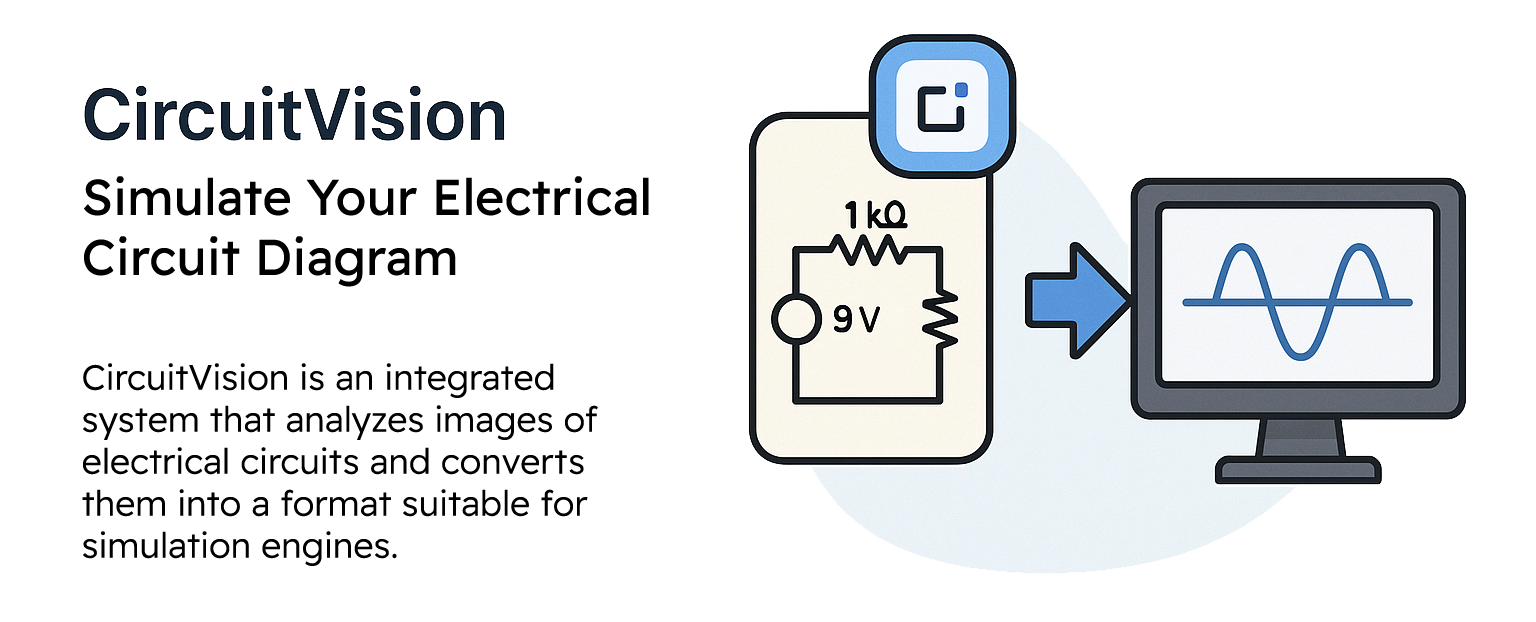 CircuitVision
Simulate Your Electrical
Circuit Diagram
CircuitVision is an integrated
system that analyzes images of
electrical circuits and converts
them into a format suitable for
simulation engines.
1 kΩ
9 V